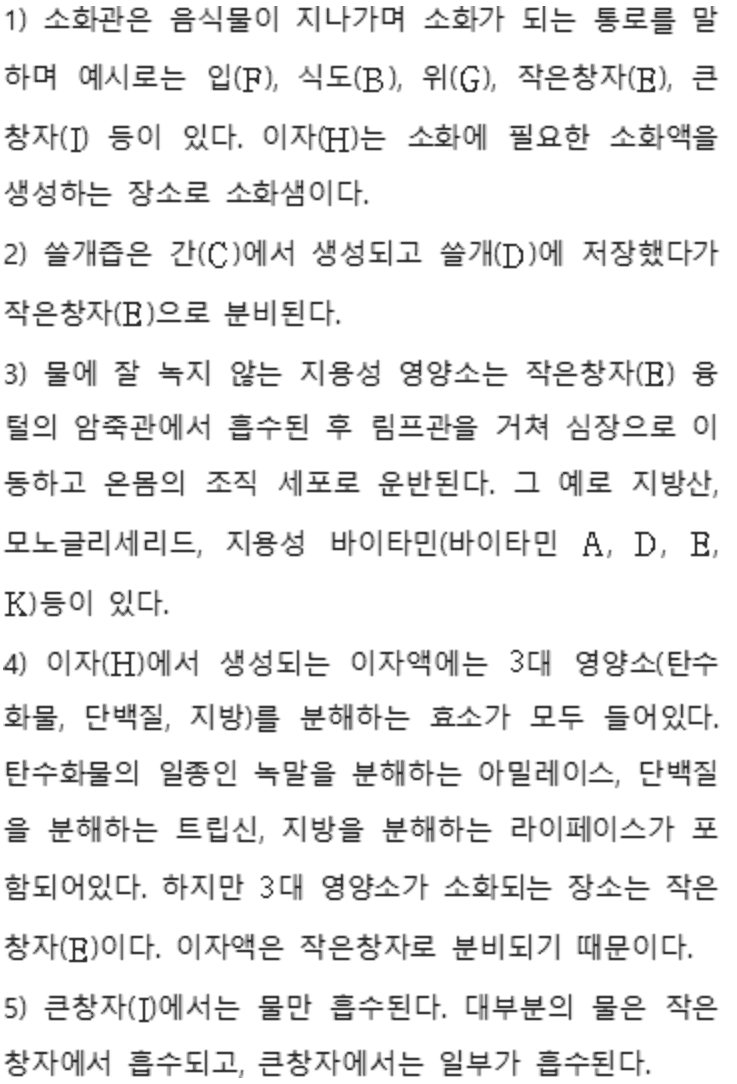 1) 소화관은 음식물이 지나가며 소화가 되는 통로를 말
하며 예시로는 입(F), 식도(B), 위(G), 작은창자(E), 큰
창자(I) 등이 있다. 이자(H)는 소화에 필요한 소화액을
생성하는 장소로 소화샘이다.
2) 쓸개즙은 간(C)에서 생성되고 쓸개(D)에 저장했다가
작은창자(E)으로 분비된다.
3) 물에 잘 녹지 않는 지용성 영양소는 작은창자(E) 융
털의 암죽관에서 흡수된 후 림프관을 거쳐 심장으로 이
동하고 온몸의 조직 세포로 운반된다. 그 예로 지방산,
모노글리세리드, 지용성 바이타민(바이타민 A, D, E,
K)등이 있다.
4) 이자(H)에서 생성되는 이자액에는 3대 영양소(탄수
화물, 단백질, 지방)를 분해하는 효소가 모두 들어있다.
탄수화물의 일종인 녹말을 분해하는 아밀레이스, 단백질
을 분해하는 트립신, 지방을 분해하는 라이페이스가 포
함되어있다. 하지만 3대 영양소가 소화되는 장소는 작은
창자(E)이다. 이자액은 작은창자로 분비되기 때문이다.
5) 큰창자(I)에서는 물만 흡수된다. 대부분의 물은 작은
창자에서 흡수되고, 큰창자에서는 일부가 흡수된다.